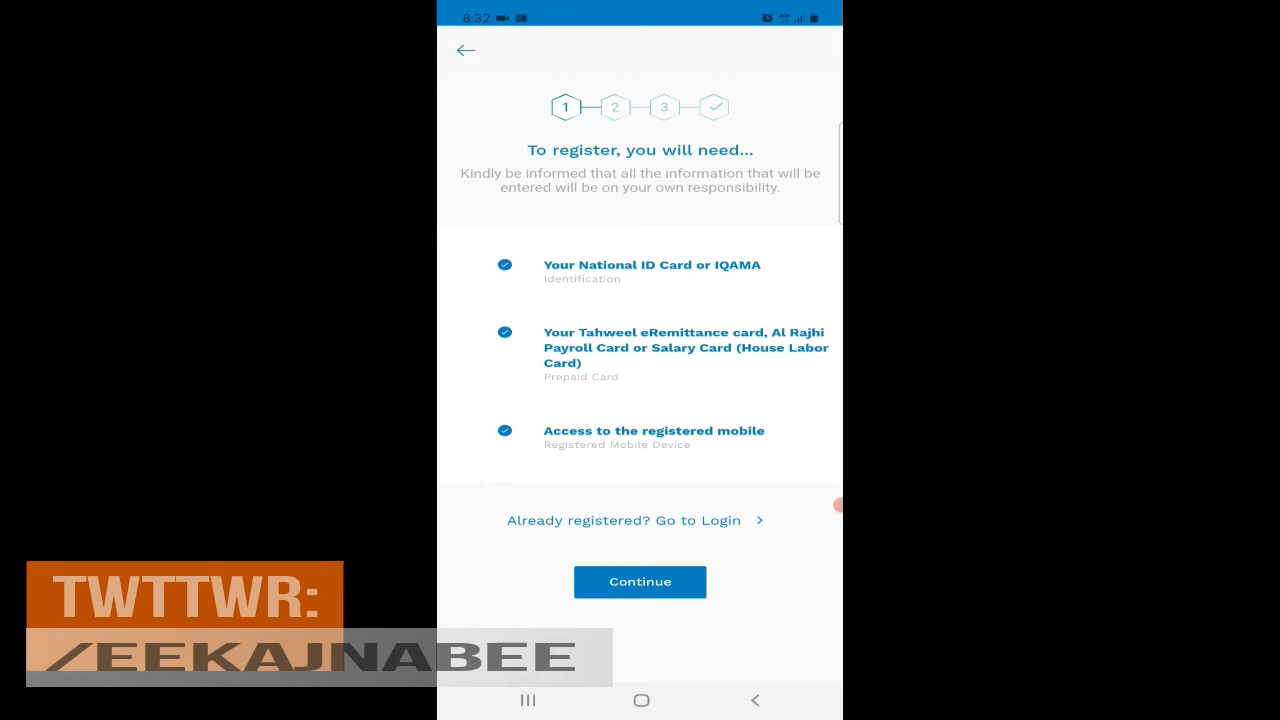 8:32
1 2 3
To register, you will need...
Kindly be informed that all the information that will be
entered will be on your own responsibility.
Your National ID Card or IQAMA
Identification
Your Tahweel eRemittance card, Al Rajhi
Payroll Card or Salary Card (House Labor
Card)
Prepaid Card
Access to the registered mobile
Registered Mobile Device
Already registered? Go to Login >
Continue
TWTTWR:
/EEKAJNABEE